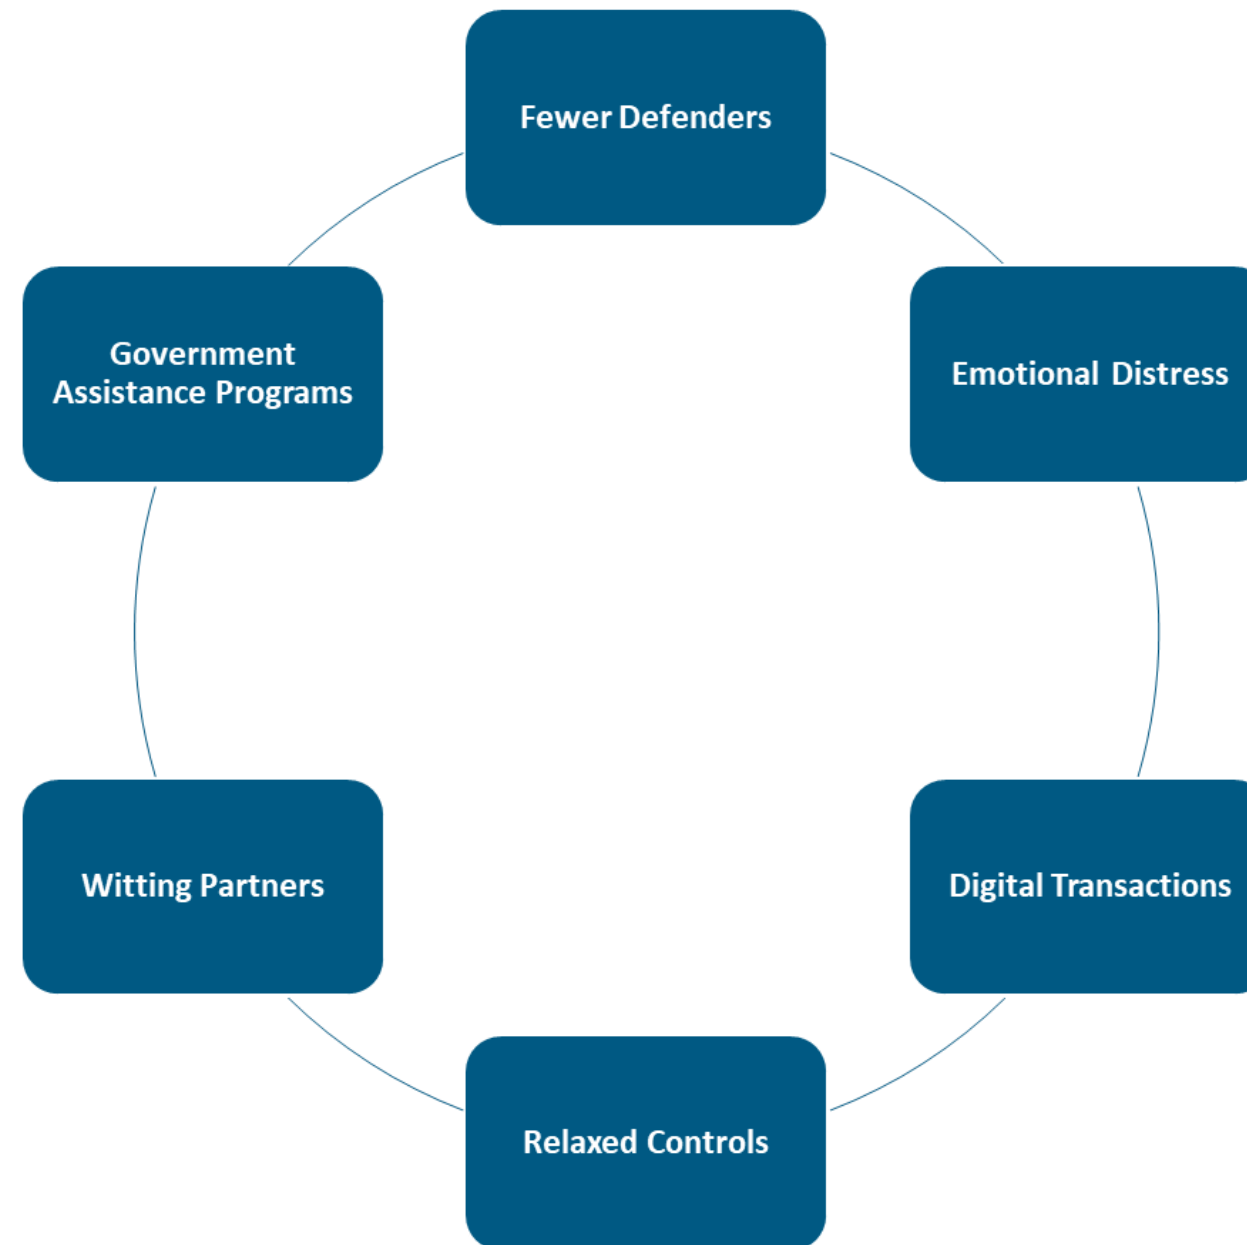 Fewer Defenders
Emotional Distress
Digital Transactions
Relaxed Controls
Witting Partners
Government
Assistance Programs